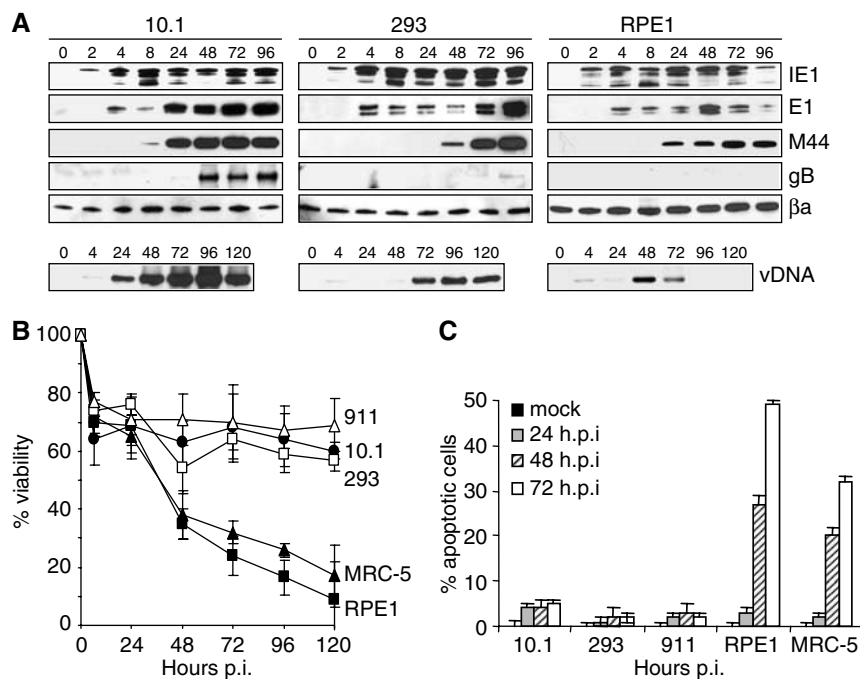 A
10.1 293 RPE1
0 2 4 8 24 48 72 96 0 2 4 8 24 48 72 96 0 2 4 8 24 48 72 96
IE1
E1
M44
gB
βa
0 4 24 48 72 96 120 0 4 24 48 72 96 120 0 4 24 48 72 96 120
vDNA
B
% viability
100
80
60
40
20
0
911
10.1
293
MRC-5
RPE1
0 24 48 72 96 120
Hours p.i.
C
% apoptotic cells
50
40
30
20
10
0
mock
24 h.p.i
48 h.p.i
72 h.p.i
10.1 293 911 RPE1 MRC-5
Hours p.i.